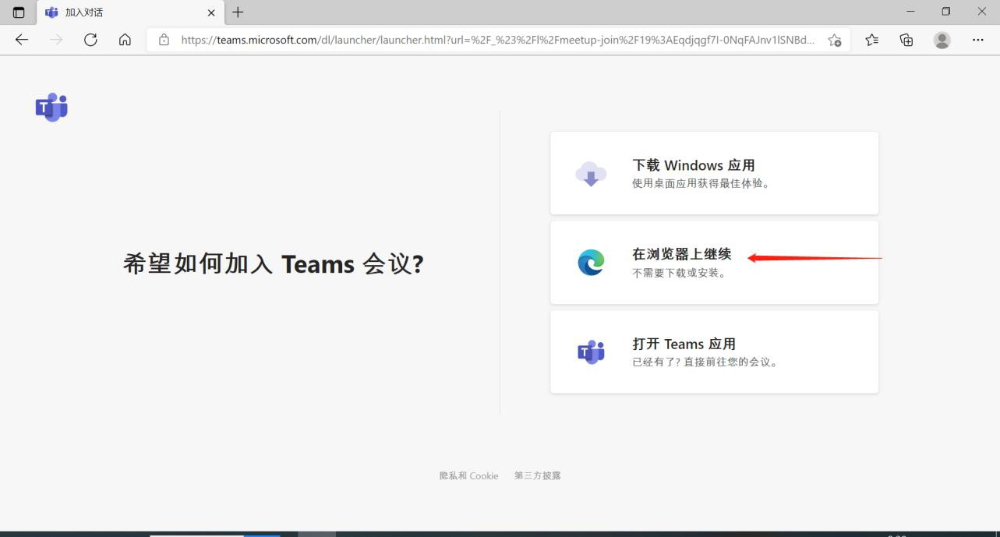 加入对话
https://teams.microsoft.com/dl/launcher/launcher.html?url=%2F_%23%2Fl%2Fmeetup-join%2F19%3AEqdjqgf7I-0NqFAJnv1lSNBd...
下载 Windows 应用
使用桌面应用获得最佳体验。
希望如何加入 Teams 会议?
在浏览器上继续
不需要下载或安装。
打开 Teams 应用
已经有了? 直接前往您的会议。
隐私和 Cookie 第三方披露